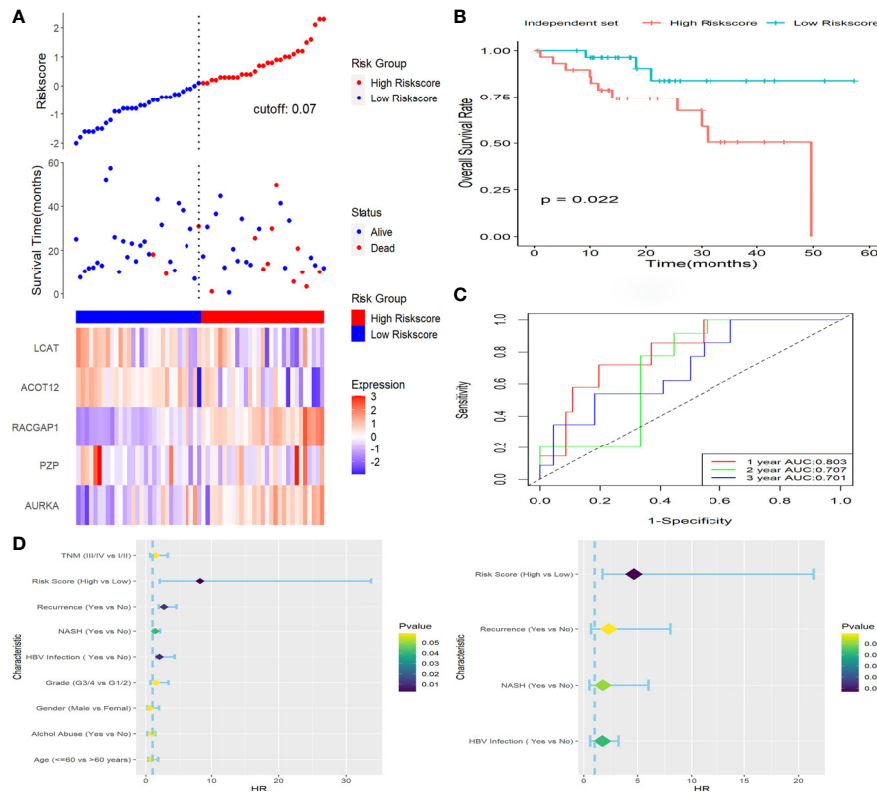 A
Riskscore
2
1
0
-1
-2
cutoff: 0.07
Risk Group
High Riskscore
Low Riskscore
Survival Time(months)
60
40
20
0
Status
Alive
Dead
Risk Group
High Riskscore
Low Riskscore
LCAT
ACOT12
RACGAP1
PZP
AURKA
Expression
3
2
1
0
-1
-2
B
Independent set
High Riskscore
Low Riskscore
Overall Survival Rate
1.00
0.75
0.50
0.25
0.00
p = 0.022
0 10 20 30 40 50 60
Time(months)
C
Sensitivity
0.0 0.2 0.4 0.6 0.8 1.0
1 year AUC:0.803
2 year AUC:0.707
3 year AUC:0.701
0.0 0.2 0.4 0.6 0.8 1.0
1-Specificity
D
Characteristic
TNM (III/IV vs I/II)
Risk Score (High vs Low)
Recurrence (Yes vs No)
NASH (Yes vs No)
HBV Infection ( Yes vs No)
Grade (G3/4 vs G1/2)
Gender (Male vs Femal)
Alchol Abuse (Yes vs No)
Age (<=60 vs >60 years)
0 10 20 30
HR
Pvalue
0.05
0.04
0.03
0.02
0.01
Characteristic
Risk Score (High vs Low)
Recurrence (Yes vs No)
NASH (Yes vs No)
HBV Infection ( Yes vs No)
0 5 10 15 20
HR
Pvalue
0.0
0.0
0.0
0.0